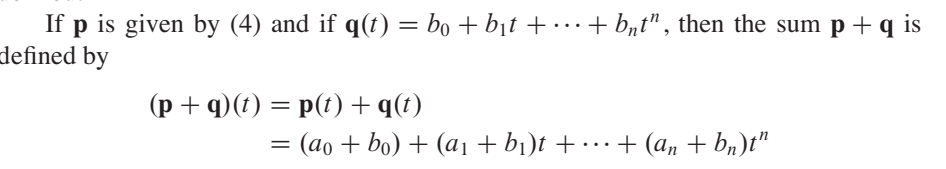 If p is given by (4) and if q(t) = b₀ + b₁t + ⋯ + bₙtⁿ, then the sum p + q is
defined by
(p + q)(t) = p(t) + q(t)
= (a₀ + b₀) + (a₁ + b₁)t + ⋯ + (aₙ + bₙ)tⁿ